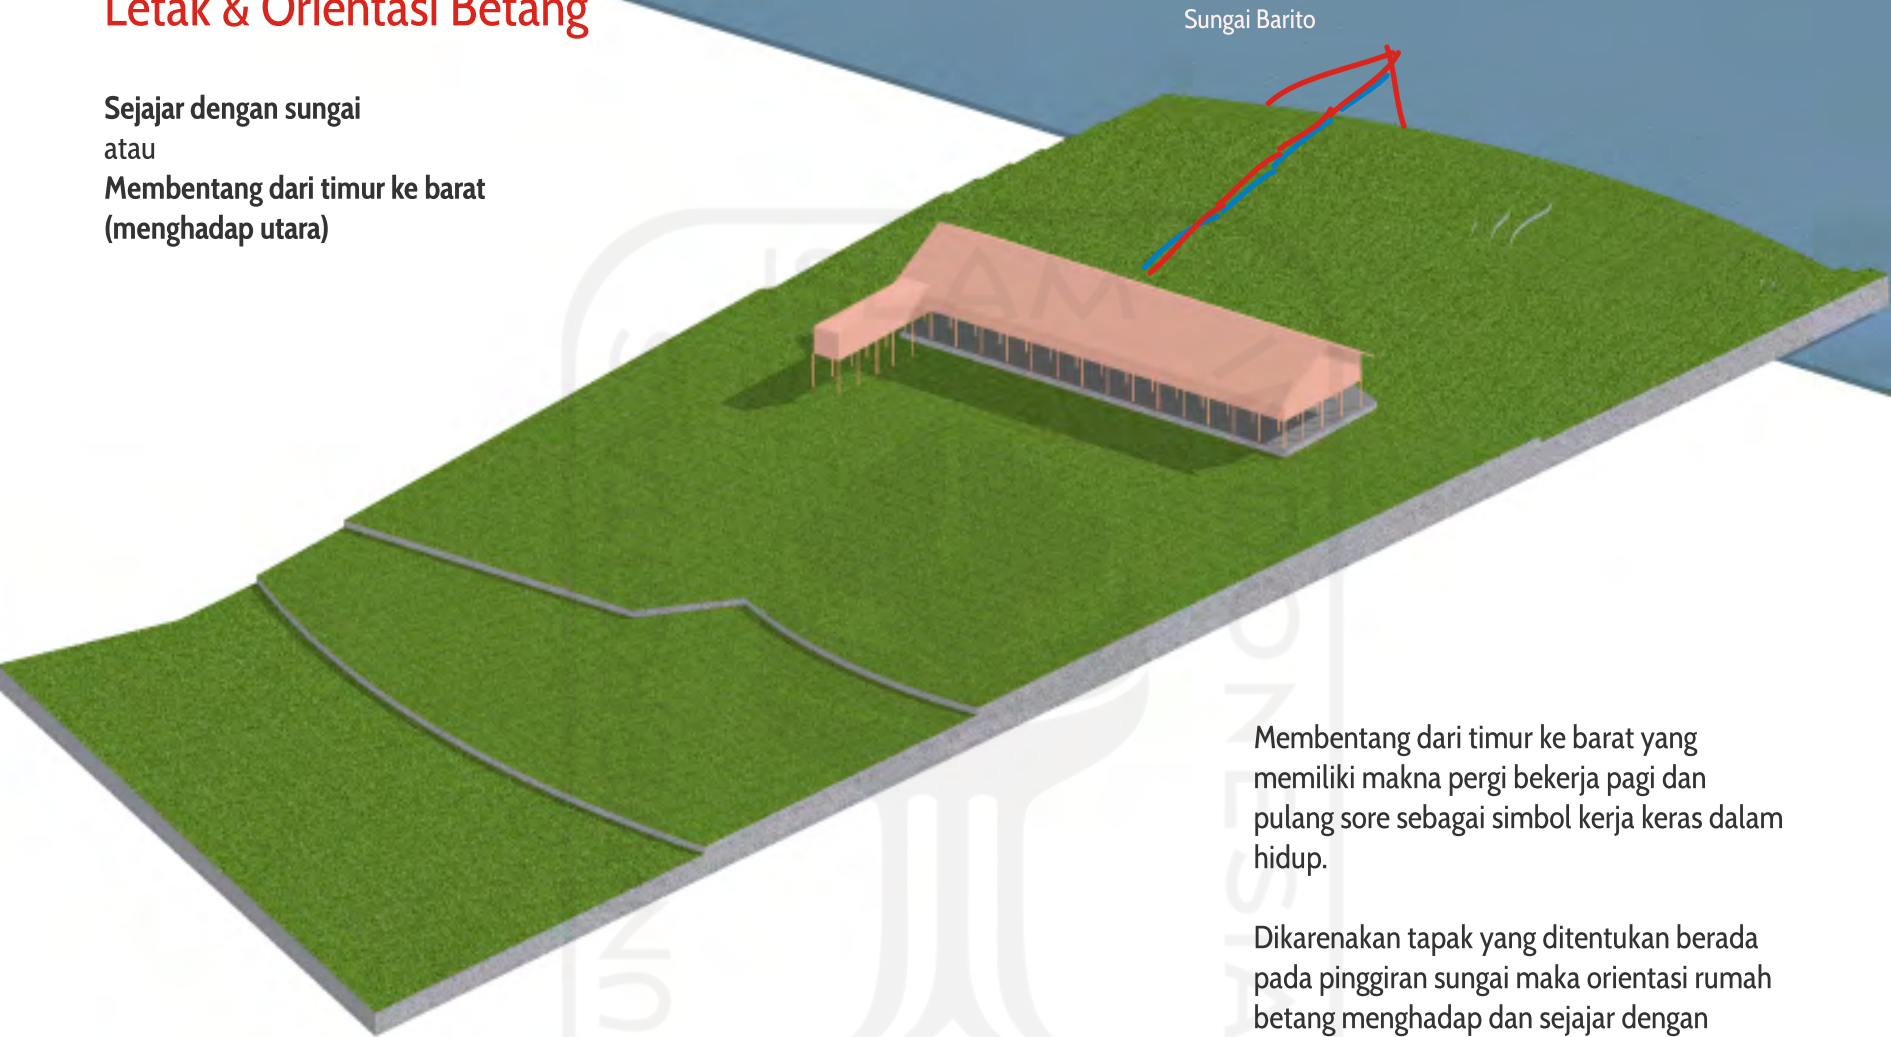 Letak & Orientasi Betang
Sungai Barito
Sejajar dengan sungai
atau
Membentang dari timur ke barat
(menghadap utara)
Membentang dari timur ke barat yang
memiliki makna pergi bekerja pagi dan
pulang sore sebagai simbol kerja keras dalam
hidup.
Dikarenakan tapak yang ditentukan berada
pada pinggiran sungai maka orientasi rumah
betang menghadap dan sejajar dengan